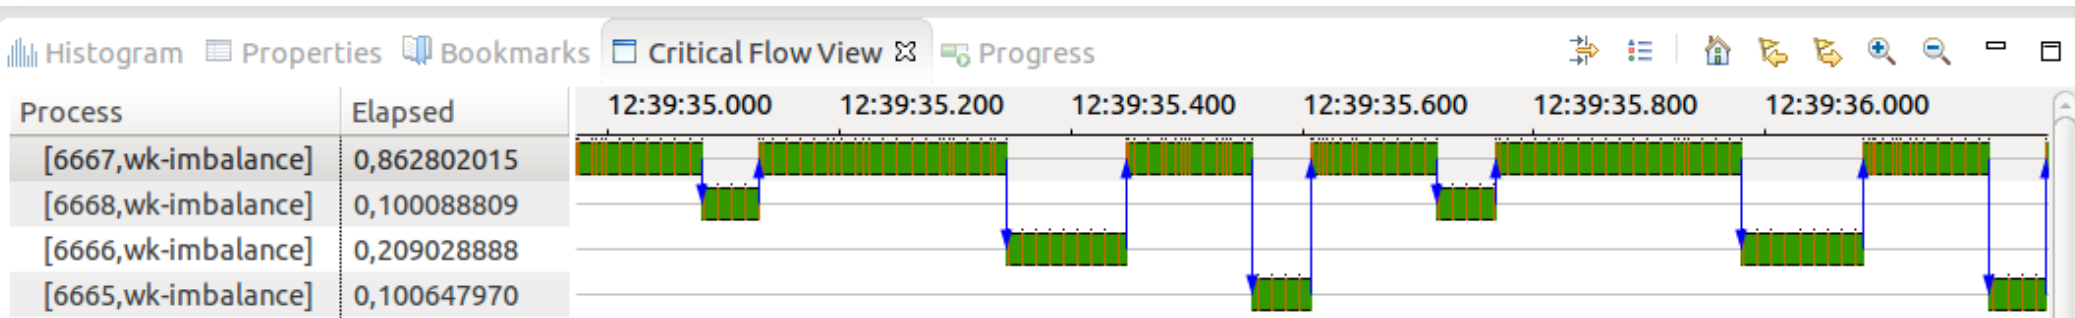 Histogram Properties Bookmarks Critical Flow View Progress
Process Elapsed 12:39:35.000 12:39:35.200 12:39:35.400 12:39:35.600 12:39:35.800 12:39:36.000
[6667,wk-imbalance] 0,862802015
[6668,wk-imbalance] 0,100088809
[6666,wk-imbalance] 0,209028888
[6665,wk-imbalance] 0,100647970